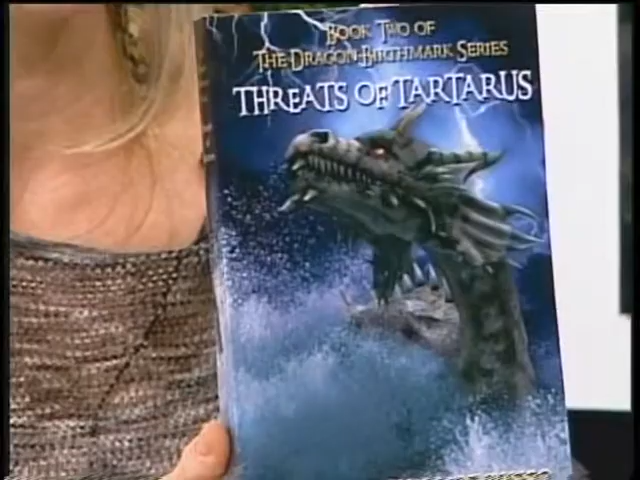 BOOK TWO OF
THE DRAGON-BIRTHMARK SERIES
THREATS OF TARTARUS